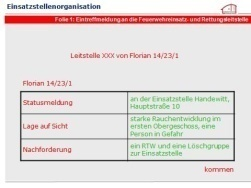 Einsatzstellenorganisation
Folie 1: Eintreffmeldung an die Feuerwehreinsatz- und Rettungsleitstelle
Leitstelle XXX von Florian 14/23/1
Florian 14/23/1
Statusmeldung
an der Einsatzstelle Handewitt,
Hauptstraße 10
Lage auf Sicht
starke Rauchentwicklung im
ersten Obergeschoss, eine
Person in Gefahr
Nachforderung
ein RTW und eine Löschgruppe
zur Einsatzstelle
kommen